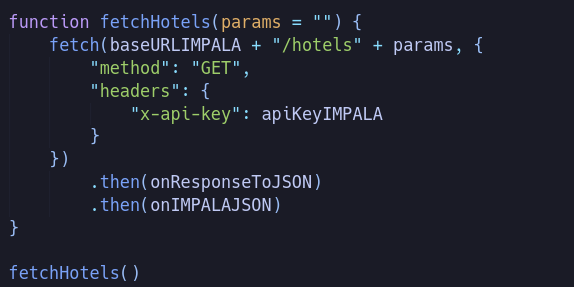 function fetchHotels(params = "") {
    fetch(baseURLIMPALA + "/hotels" + params, {
        "method": "GET",
        "headers": {
            "x-api-key": apiKeyIMPALA
        }
    })
        .then(onResponseToJSON)
        .then(onIMPALAJSON)
}

fetchHotels()